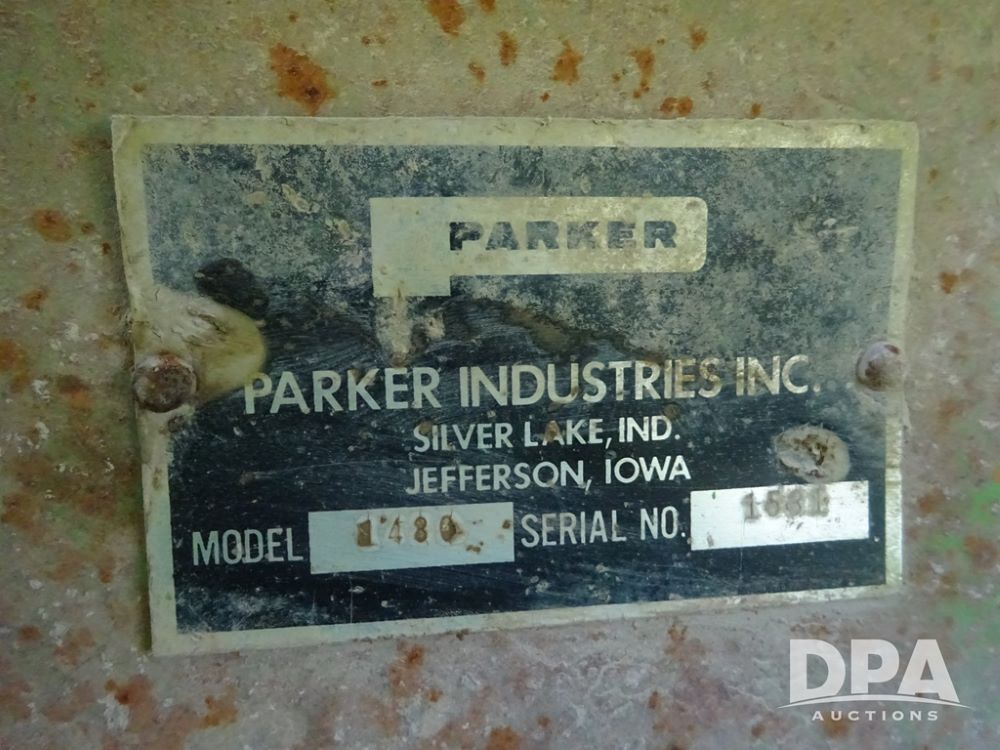 PARKER
PARKER INDUSTRIES INC.
SILVER LAKE, IND.
JEFFERSON, IOWA
MODEL 1480 SERIAL NO.
DPA
AUCTIONS